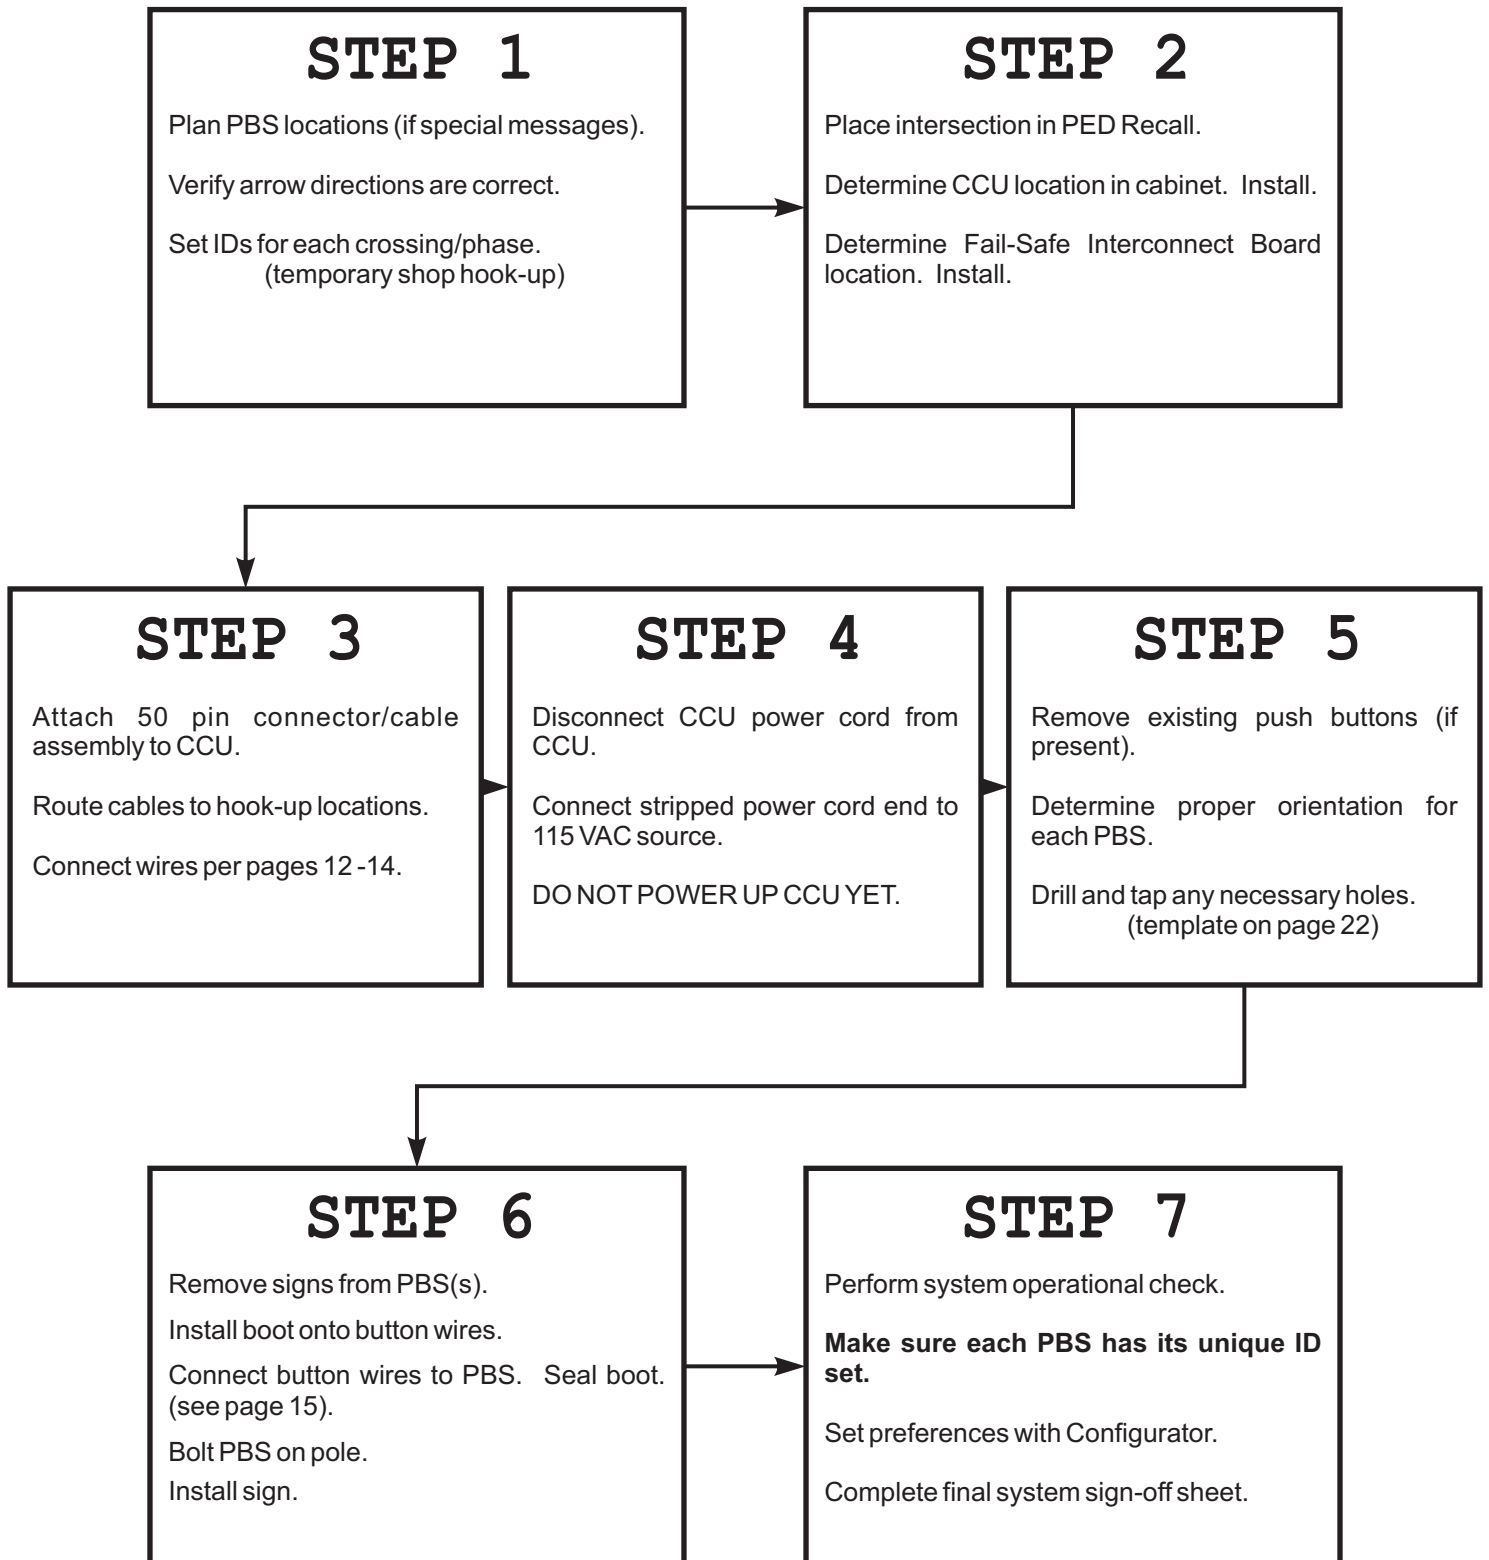 STEP 1
Plan PBS locations (if special messages).
Verify arrow directions are correct.
Set IDs for each crossing/phase.
(temporary shop hook-up)
STEP 2
Place intersection in PED Recall.
Determine CCU location in cabinet. Install.
Determine Fail-Safe Interconnect Board
location. Install.
STEP 3
Attach 50 pin connector/cable
assembly to CCU.
Route cables to hook-up locations.
Connect wires per pages 12 -14.
STEP 4
Disconnect CCU power cord from
CCU.
Connect stripped power cord end to
115 VAC source.
DO NOT POWER UP CCU YET.
STEP 5
Remove existing push buttons (if
present).
Determine proper orientation for
each PBS.
Drill and tap any necessary holes.
(template on page 22)
STEP 6
Remove signs from PBS(s).
Install boot onto button wires.
Connect button wires to PBS. Seal boot.
(see page 15).
Bolt PBS on pole.
Install sign.
STEP 7
Perform system operational check.
Make sure each PBS has its unique ID
set.
Set preferences with Configurator.
Complete final system sign-off sheet.